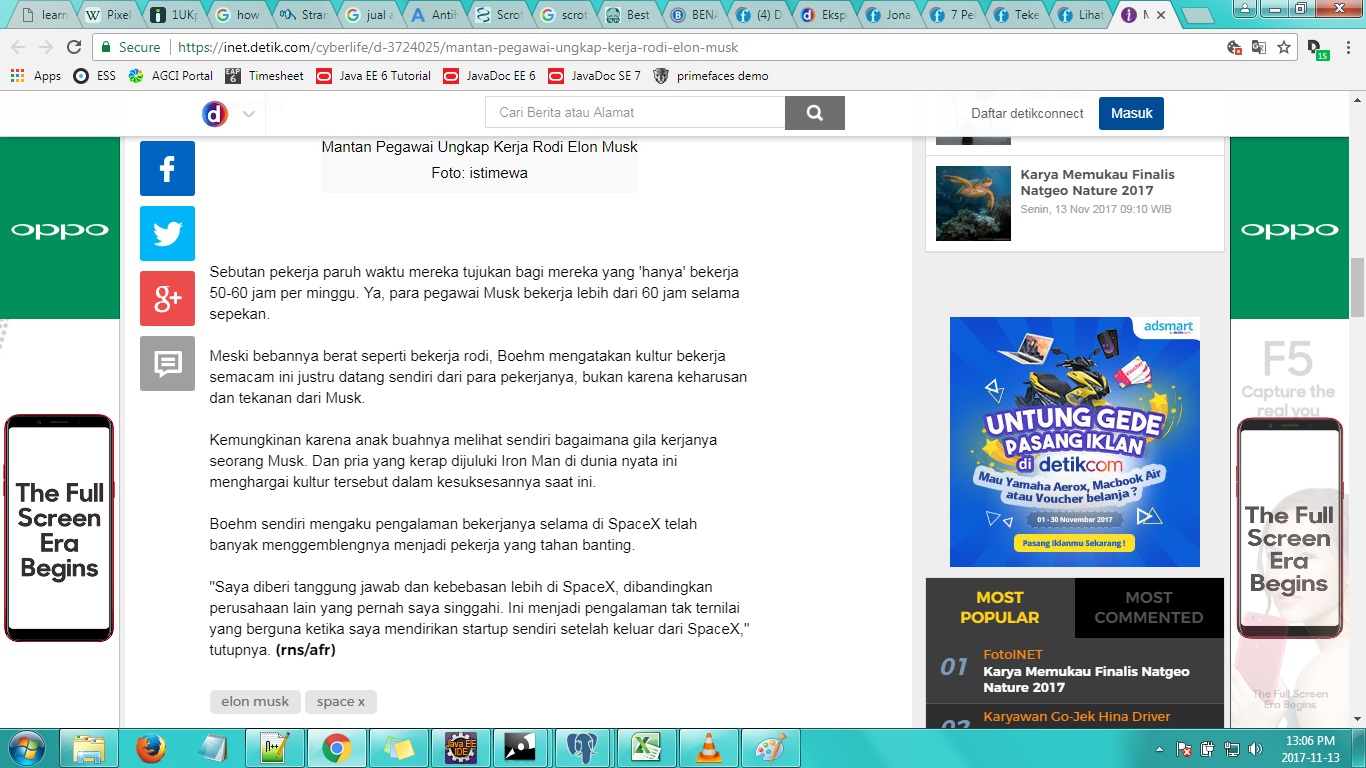 learn
Pixel
1UKp
how
Stran
jual a
Antih
Scrot
scrot
Best
BENA
(4) D
Ekspr
Jona
7 Pel
Teke
Lihat
M
Secure
https://inet.detik.com/cyberlife/d-3724025/mantan-pegawai-ungkap-kerja-rodi-elon-musk
15
Apps
ESS
AGCI Portal
EAP 6
Timesheet
Java EE 6 Tutorial
JavaDoc EE 6
JavaDoc SE 7
primefaces demo
d
Cari Berita atau Alamat
Daftar detikconnect
Masuk
Mantan Pegawai Ungkap Kerja Rodi Elon Musk
Foto: istimewa
Sebutan pekerja paruh waktu mereka tujukan bagi mereka yang 'hanya' bekerja
50-60 jam per minggu. Ya, para pegawai Musk bekerja lebih dari 60 jam selama
sepekan.
Meski bebannya berat seperti bekerja rodi, Boehm mengatakan kultur bekerja
semacam ini justru datang sendiri dari para pekerjanya, bukan karena keharusan
dan tekanan dari Musk.
Kemungkinan karena anak buahnya melihat sendiri bagaimana gila kerjanya
seorang Musk. Dan pria yang kerap dijuluki Iron Man di dunia nyata ini
menghargai kultur tersebut dalam kesuksesannya saat ini.
Boehm sendiri mengaku pengalaman bekerjanya selama di SpaceX telah
banyak menggemblengnya menjadi pekerja yang tahan banting.
"Saya diberi tanggung jawab dan kebebasan lebih di SpaceX, dibandingkan
perusahaan lain yang pernah saya singgahi. Ini menjadi pengalaman tak ternilai
yang berguna ketika saya mendirikan startup sendiri setelah keluar dari SpaceX,"
tutupnya. (rns/afr)
elon musk
space x
f
g+
oppo
The Full
Screen
Era
Begins
Karya Memukau Finalis
Natgeo Nature 2017
Senin, 13 Nov 2017 09:10 WIB
adsmart
Voucher
UNTUNG GEDE
PASANG IKLAN
di detikcom
Mau Yamaha Aerox, Macbook Air
atau Voucher belanja ?
01 - 30 November 2017
Pasang Iklanmu Sekarang !
MOST
POPULAR
MOST
COMMENTED
01
FotoINET
Karya Memukau Finalis Natgeo
Nature 2017
02
Karyawan Go-Jek Hina Driver
oppo
F5
Capture the
real you
The Full
Screen
Era
Begins
The Full Screen
Era Begins
n++
Java EE
IDE
13:06 PM
2017-11-13